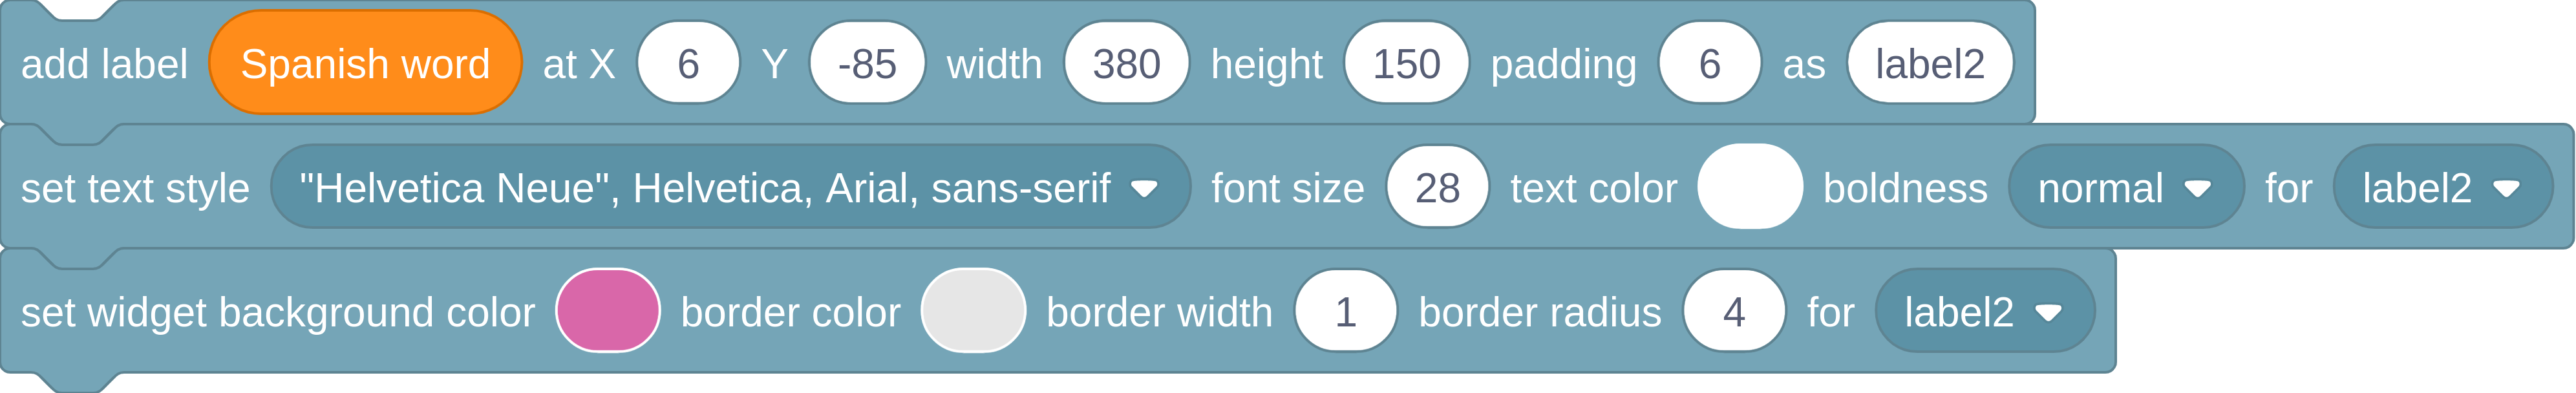 add label Spanish word at X 6 Y -85 width 380 height 150 padding 6 as label2
set text style "Helvetica Neue", Helvetica, Arial, sans-serif font size 28 text color boldness normal for label2
set widget background color border color border width 1 border radius 4 for label2